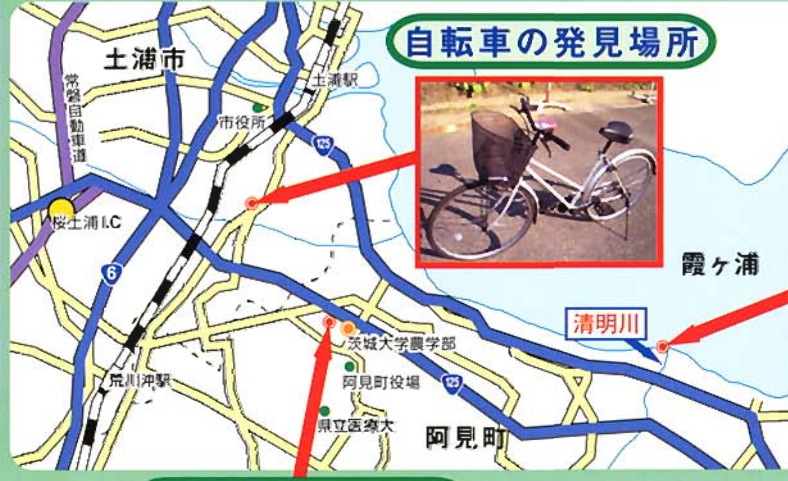 自転車の発見場所
土浦市
常磐自動車道
土浦駅
市役所
125
桜土浦I.C
6
霞ヶ浦
清明川
茨城大学農学部
荒川沖駅
阿見町役場
125
県立医療大
阿見町